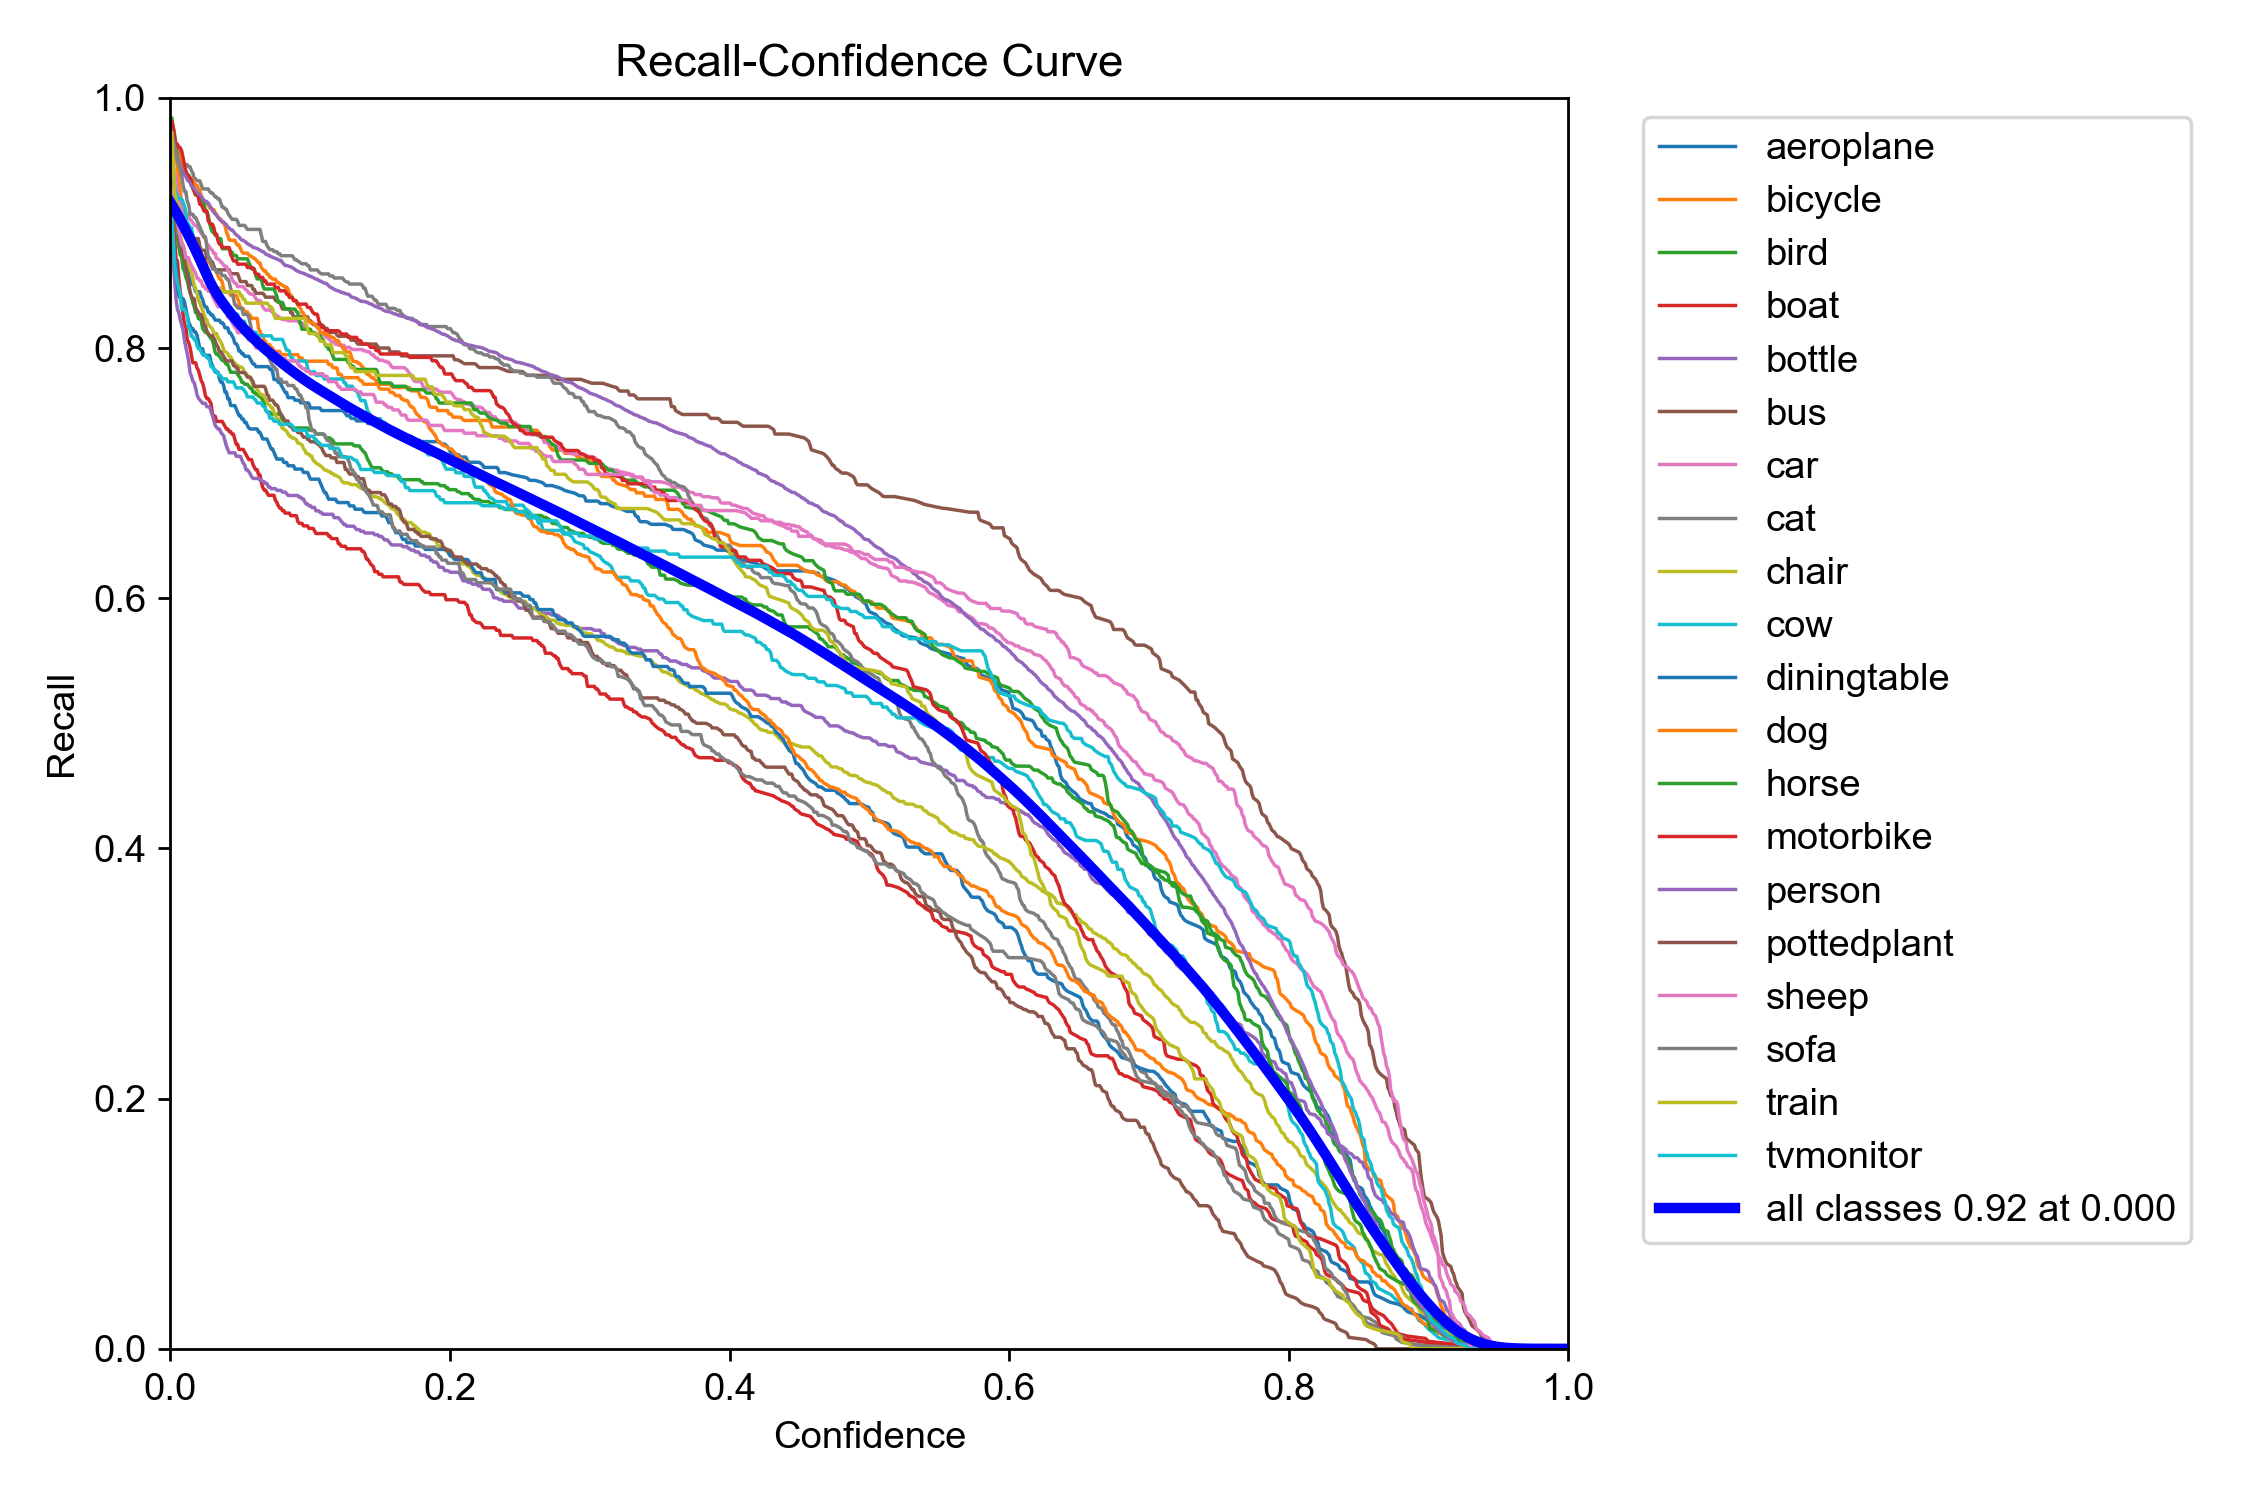 Recall-Confidence Curve
1.0
0.8
0.6
0.4
0.2
0.0
Recall
0.0 0.2 0.4 0.6 0.8 1.0
Confidence
aeroplane
bicycle
bird
boat
bottle
bus
car
cat
chair
cow
diningtable
dog
horse
motorbike
person
pottedplant
sheep
sofa
train
tvmonitor
all classes 0.92 at 0.000